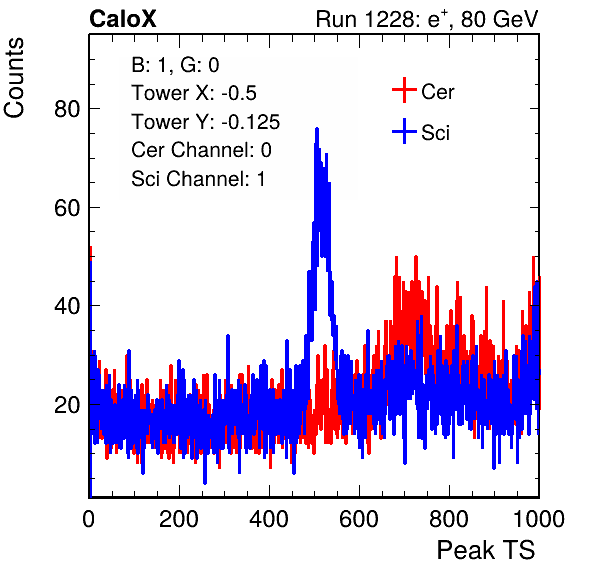 CaloX Run 1228: e⁺, 80 GeV
Counts
B: 1, G: 0
Tower X: -0.5
Tower Y: -0.125
Cer Channel: 0
Sci Channel: 1
Cer
Sci
80
60
40
20
0 200 400 600 800 1000
Peak TS